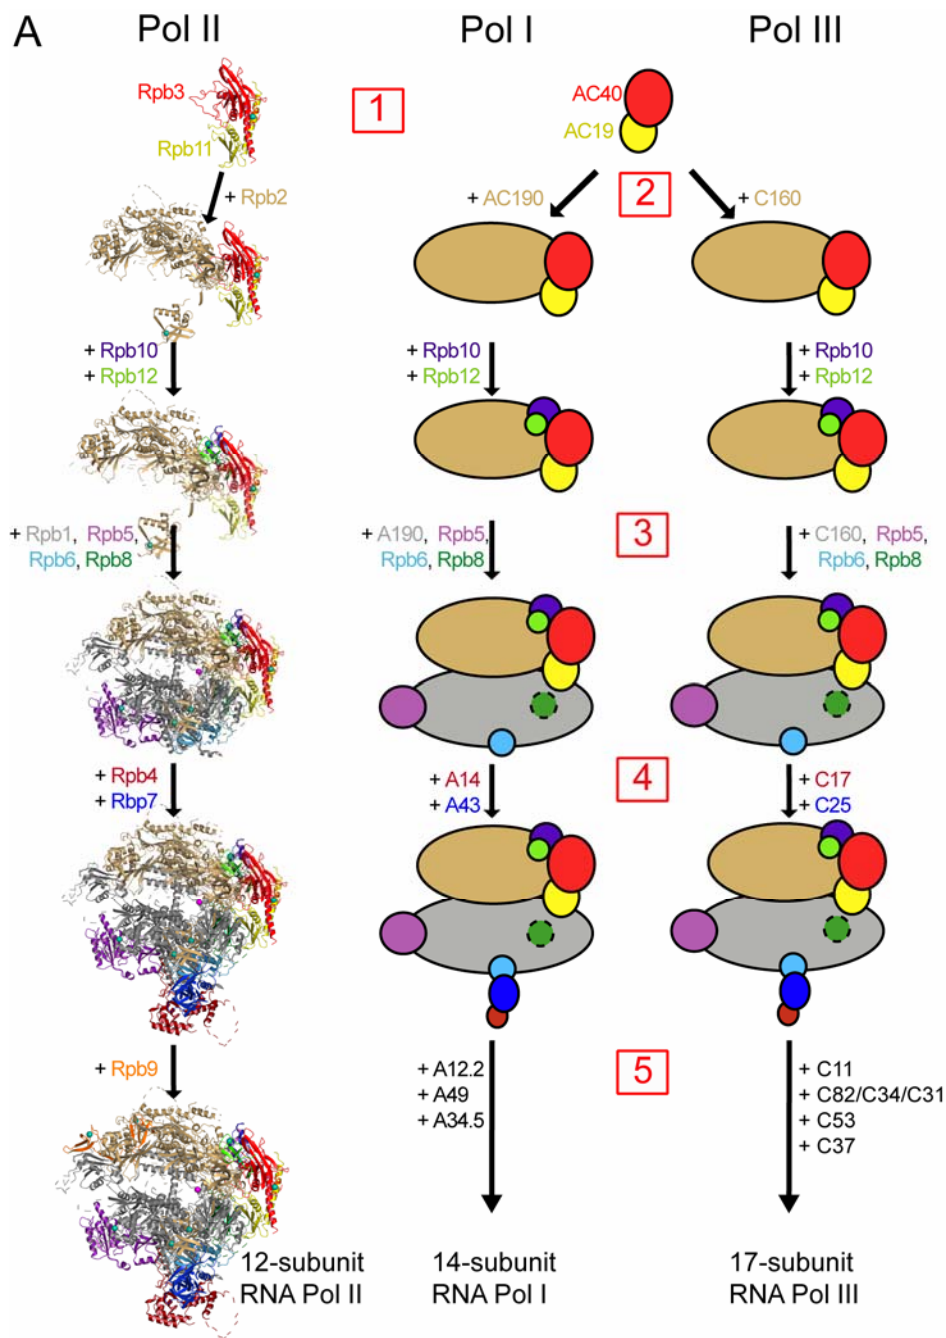 A
Pol II
Pol I
Pol III
Rpb3
Rpb11
1
AC40
AC19
+ Rpb2
+ AC190
2
+ C160
+ Rpb10
+ Rpb12
+ Rpb10
+ Rpb12
+ Rpb10
+ Rpb12
+ Rpb1, Rpb5,
Rpb6, Rpb8
+ A190, Rpb5,
Rpb6, Rpb8
3
+ C160, Rpb5,
Rpb6, Rpb8
+ Rpb4
+ Rbp7
+ A14
+ A43
4
+ C17
+ C25
+ Rpb9
+ A12.2
+ A49
+ A34.5
5
+ C11
+ C82/C34/C31
+ C53
+ C37
12-subunit
RNA Pol II
14-subunit
RNA Pol I
17-subunit
RNA Pol III